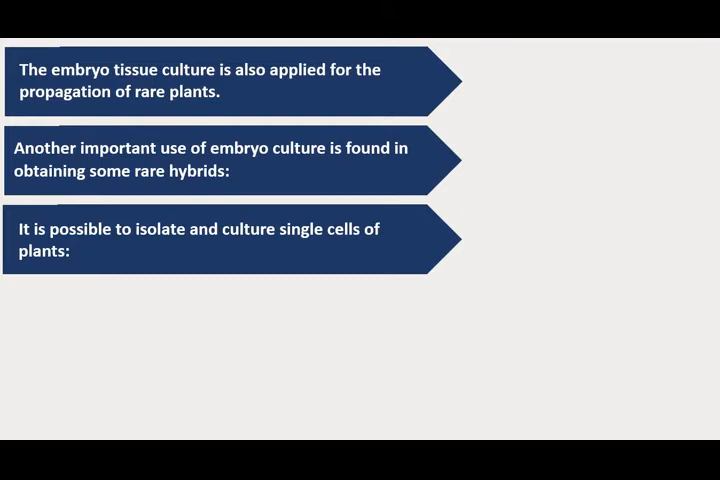 The embryo tissue culture is also applied for the
propagation of rare plants.
Another important use of embryo culture is found in
obtaining some rare hybrids:
It is possible to isolate and culture single cells of
plants: